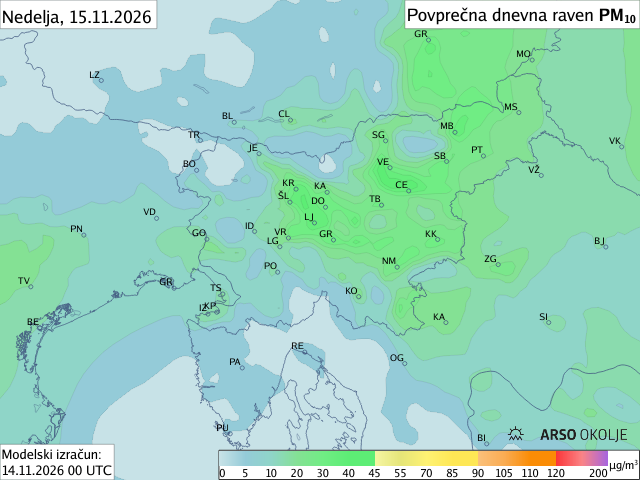 Nedelja, 15.11.2026
Povprečna dnevna raven PM10
GR
MO
LZ
MS
BL
CL
MB
TR
SG
VK
JE
PT
SB
BO
VE
VŽ
KR
KA
CE
ŠL
DO
TB
VD
LJ
PN
ID
GO
VR
GR
KK
LG
BJ
NM
ZG
PO
TV
GR
TS
KO
IZ
KP
BE
KA
SI
RE
OG
PA
PU
BI
ARSO OKOLJE
Modelski izračun:
14.11.2026 00 UTC
0 5 10 20 30 40 45 55 70 85 90 105 110 120 200 µg/m³